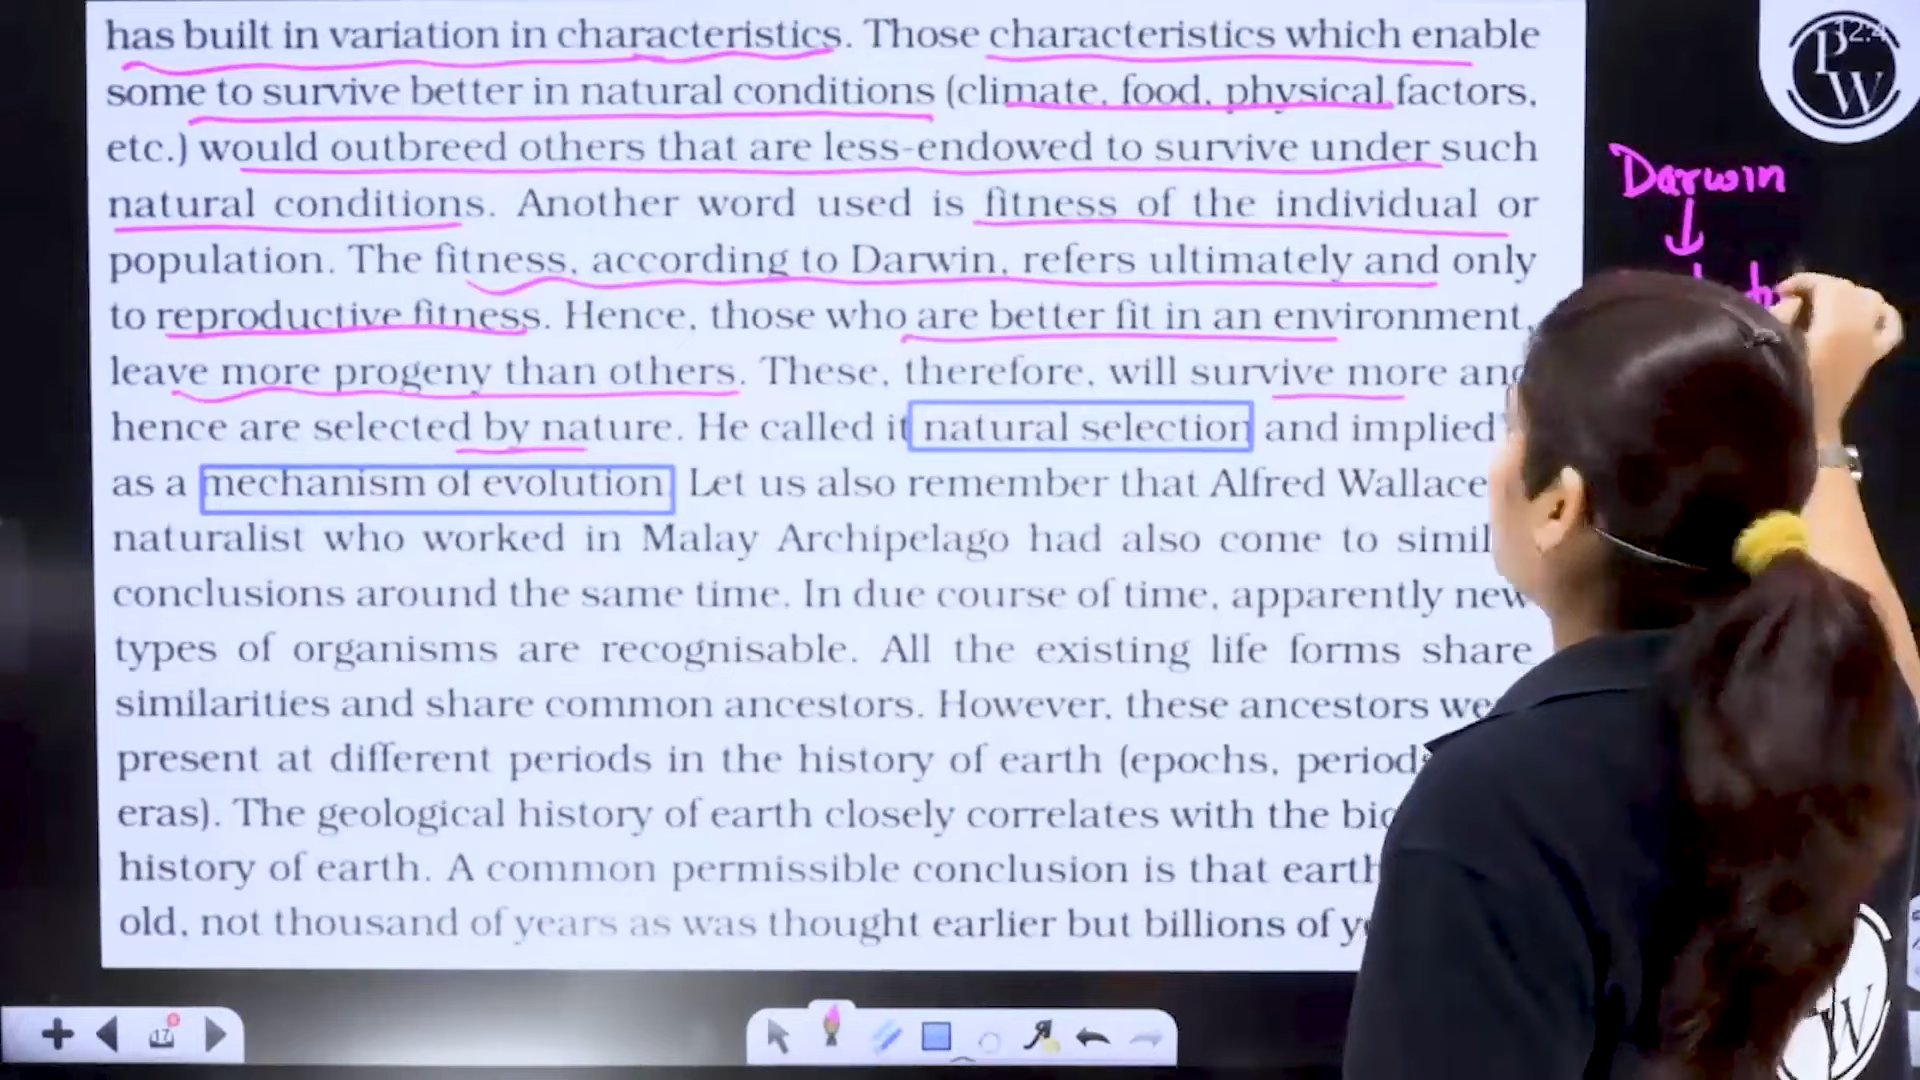 has built in variation in characteristics. Those characteristics which enable
some to survive better in natural conditions (climate, food, physical factors,
etc.) would outbreed others that are less-endowed to survive under such
natural conditions. Another word used is fitness of the individual or
population. The fitness, according to Darwin, refers ultimately and only
to reproductive fitness. Hence, those who are better fit in an environment,
leave more progeny than others. These, therefore, will survive more and
hence are selected by nature. He called it natural selection and implied
as a mechanism of evolution. Let us also remember that Alfred Wallace
naturalist who worked in Malay Archipelago had also come to
conclusions around the same time. In due course of time, apparently new
types of organisms are recognisable. All the existing life forms share
similarities and share common ancestors. However, these ancestors
present at different periods in the history of earth (epochs,
eras). The geological history of earth closely correlates with the
history of earth. A common permissible conclusion is that earth
old, not thousand of years as was thought earlier but billions of
PW
Darwin
17
W